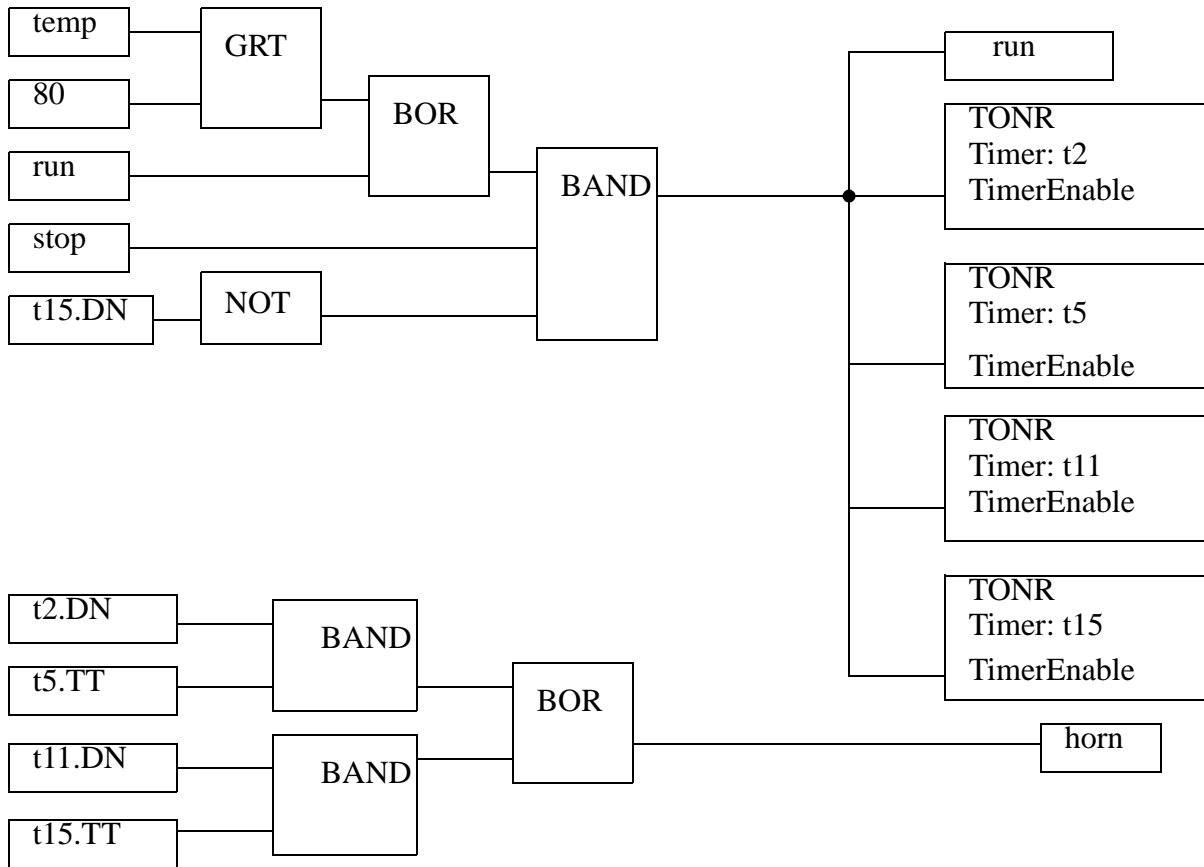 temp
GRT
run
80
BOR
TONR
Timer: t2
TimerEnable
run
BAND
stop
t15.DN
NOT
TONR
Timer: t5
TimerEnable
TONR
Timer: t11
TimerEnable
TONR
Timer: t15
TimerEnable
t2.DN
BAND
t5.TT
BOR
t11.DN
BAND
horn
t15.TT